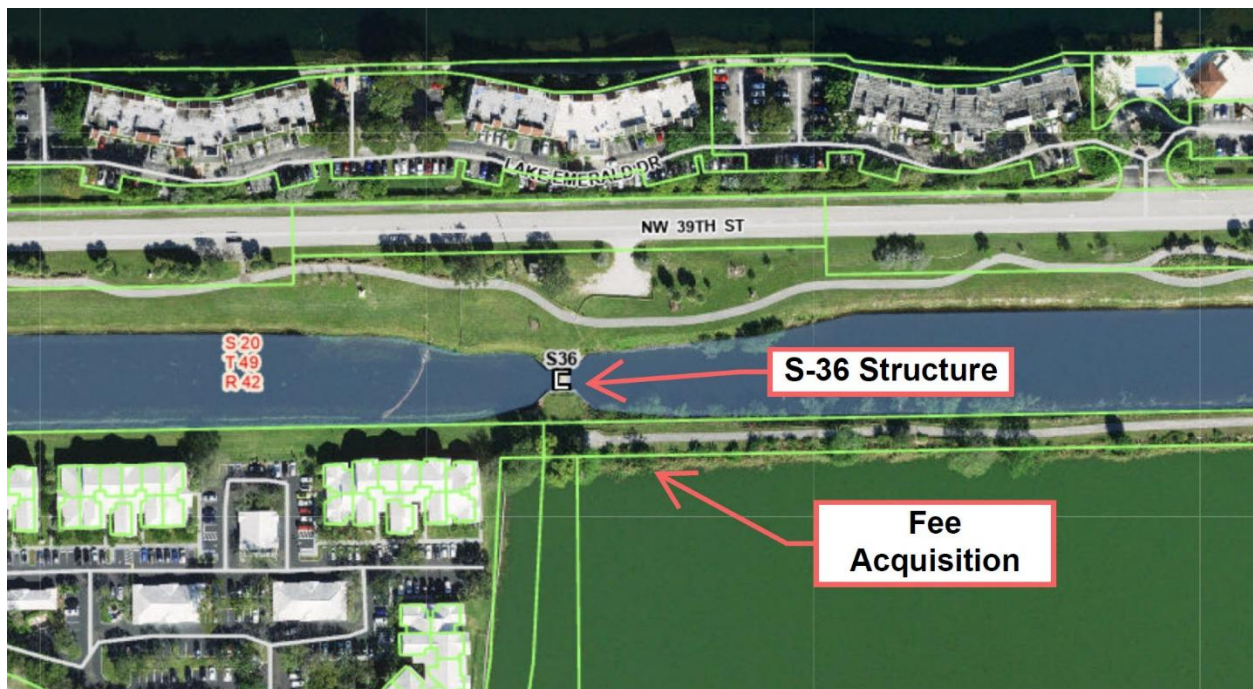 LAKE EMERALD DR
NW 39TH ST
S 20
T 49
R 42
S36
S-36 Structure
Fee
Acquisition